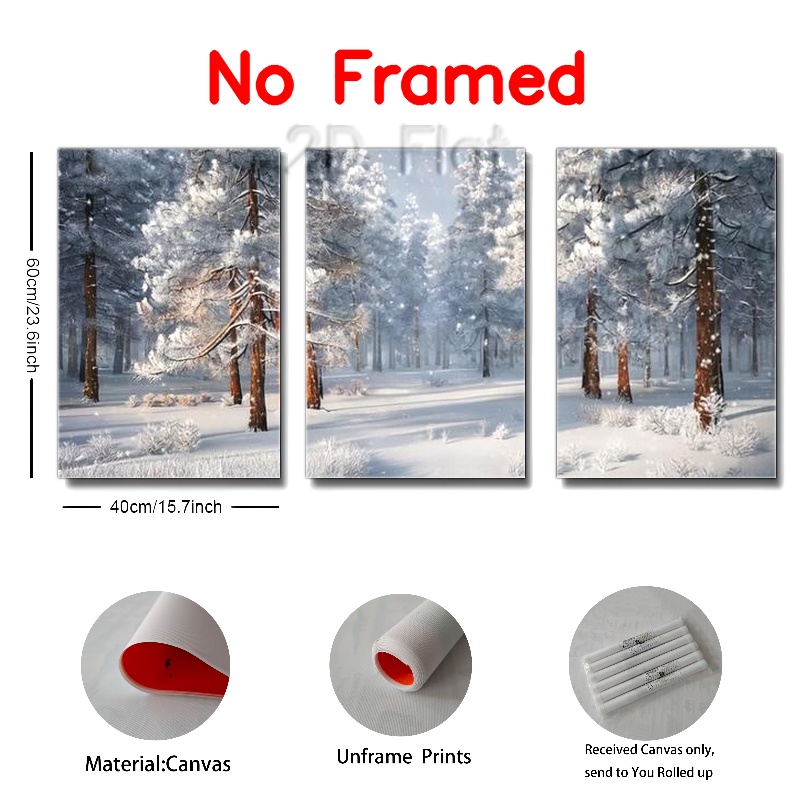 No Framed
2D Flat
60cm/23.6inch
40cm/15.7inch
Material:Canvas
Unframe Prints
Received Canvas only,
send to You Rolled up